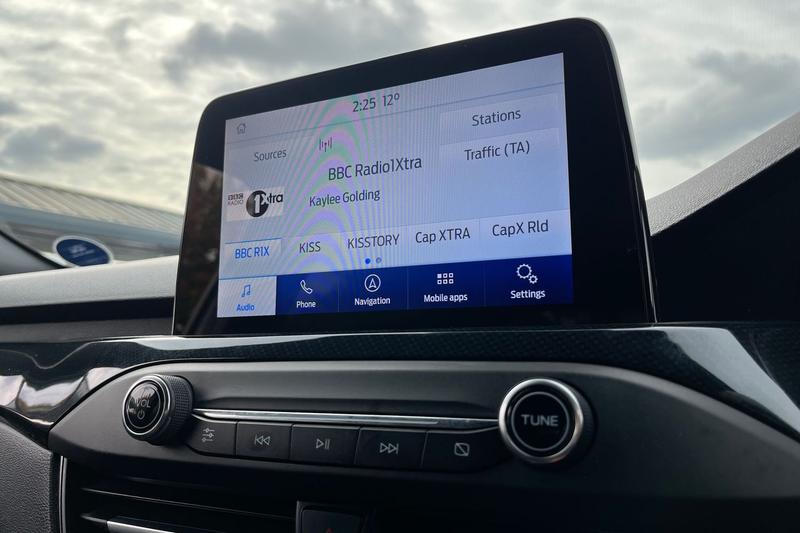 2:25 12°
Sources
Stations
BBC Radio1Xtra
Traffic (TA)
BBC
RADIO
1Xtra
Kaylee Golding
BBC R1X
KISS
KISSTORY
Cap XTRA
CapX Rld
Audio
Phone
Navigation
Mobile apps
Settings
VOL
TUNE